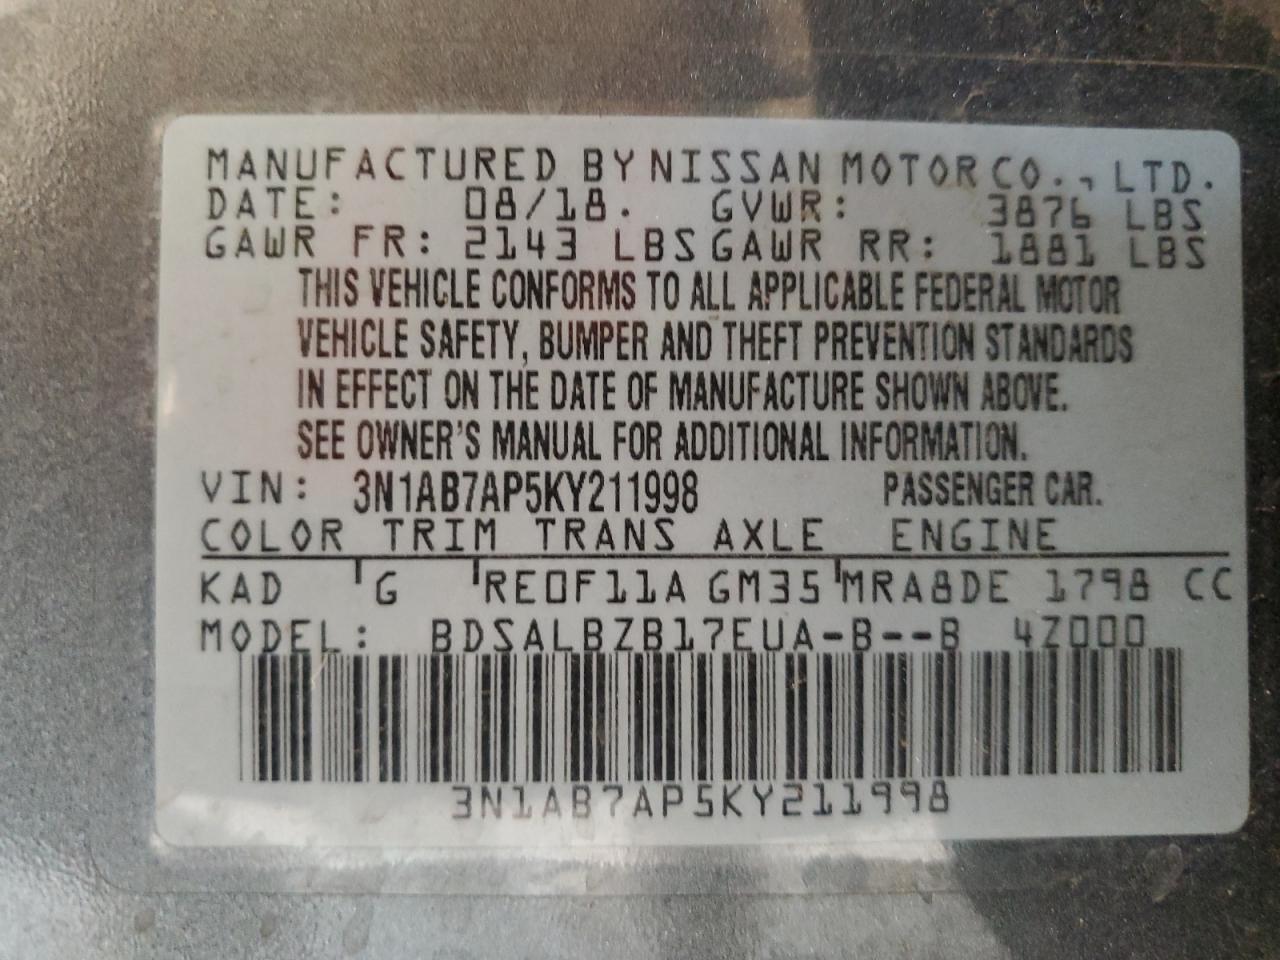 MANUFACTURED BY NISSAN MOTOR CO., LTD.
DATE: 08/18. GVWR: 3876 LBS
GAWR FR: 2143 LBS GAWR RR: 1881 LBS
THIS VEHICLE CONFORMS TO ALL APPLICABLE FEDERAL MOTOR
VEHICLE SAFETY, BUMPER AND THEFT PREVENTION STANDARDS
IN EFFECT ON THE DATE OF MANUFACTURE SHOWN ABOVE.
SEE OWNER'S MANUAL FOR ADDITIONAL INFORMATION.
VIN: 3N1AB7AP5KY211998 PASSENGER CAR.
COLOR TRIM TRANS AXLE ENGINE
KAD G RE0F11A GM35 MRA8DE 1798 CC
MODEL: BDSALBZB17EUA-B--B 4Z000
3N1AB7AP5KY211998